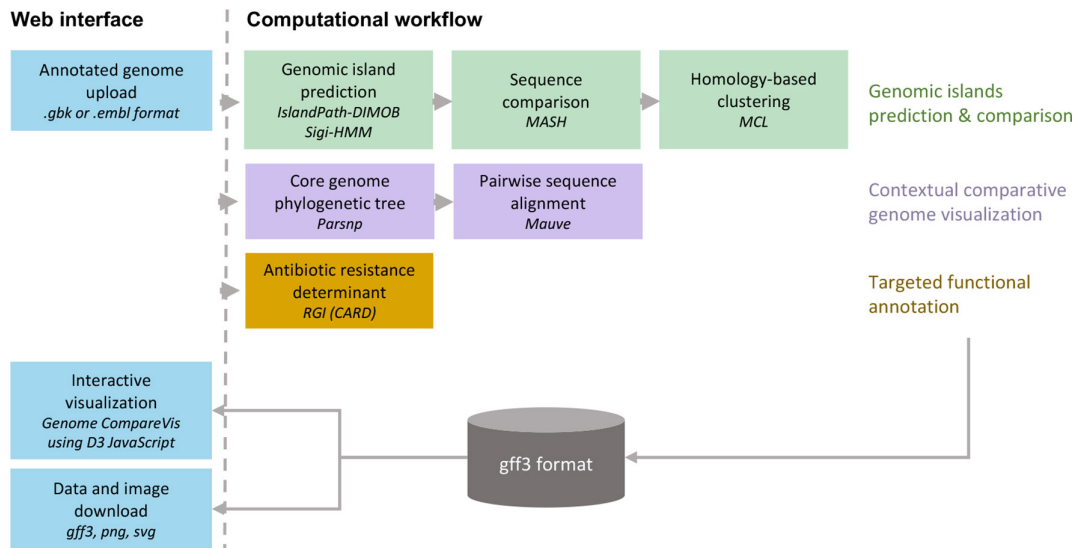 Web interface
Computational workflow
Annotated genome
upload
.gbk or .embl format
Genomic island
prediction
IslandPath-DIMOB
Sigi-HMM
Sequence
comparison
MASH
Homology-based
clustering
MCL
Genomic islands
prediction & comparison
Core genome
phylogenetic tree
Parsnp
Pairwise sequence
alignment
Mauve
Contextual comparative
genome visualization
Antibiotic resistance
determinant
RGI (CARD)
Targeted functional
annotation
Interactive
visualization
Genome CompareVis
using D3 JavaScript
gff3 format
Data and image
download
gff3, png, svg